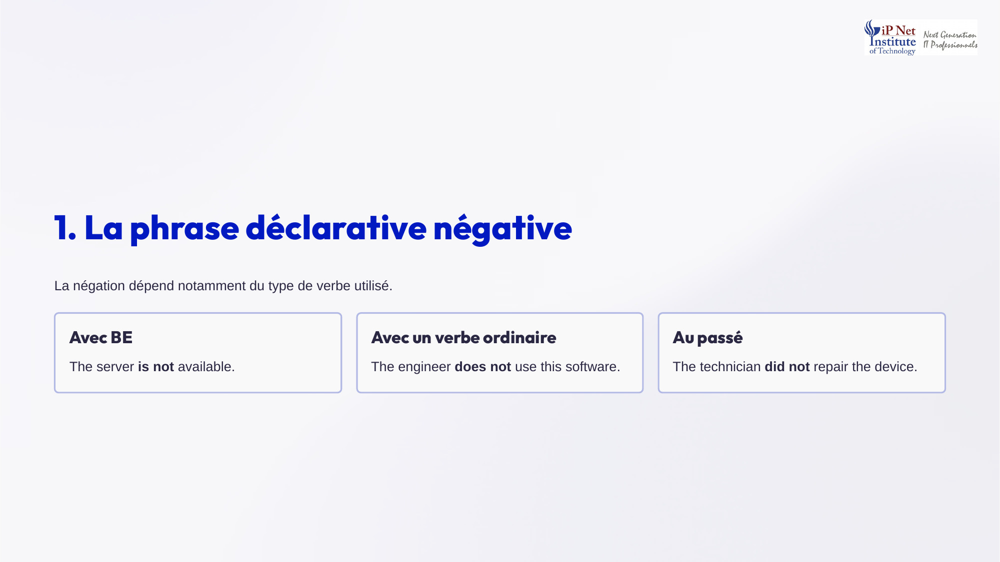 iP Net
Institute
of Technology
Next Generation
IT Professionnels
1. La phrase déclarative négative
La négation dépend notamment du type de verbe utilisé.
Avec BE
The server is not available.
Avec un verbe ordinaire
The engineer does not use this software.
Au passé
The technician did not repair the device.